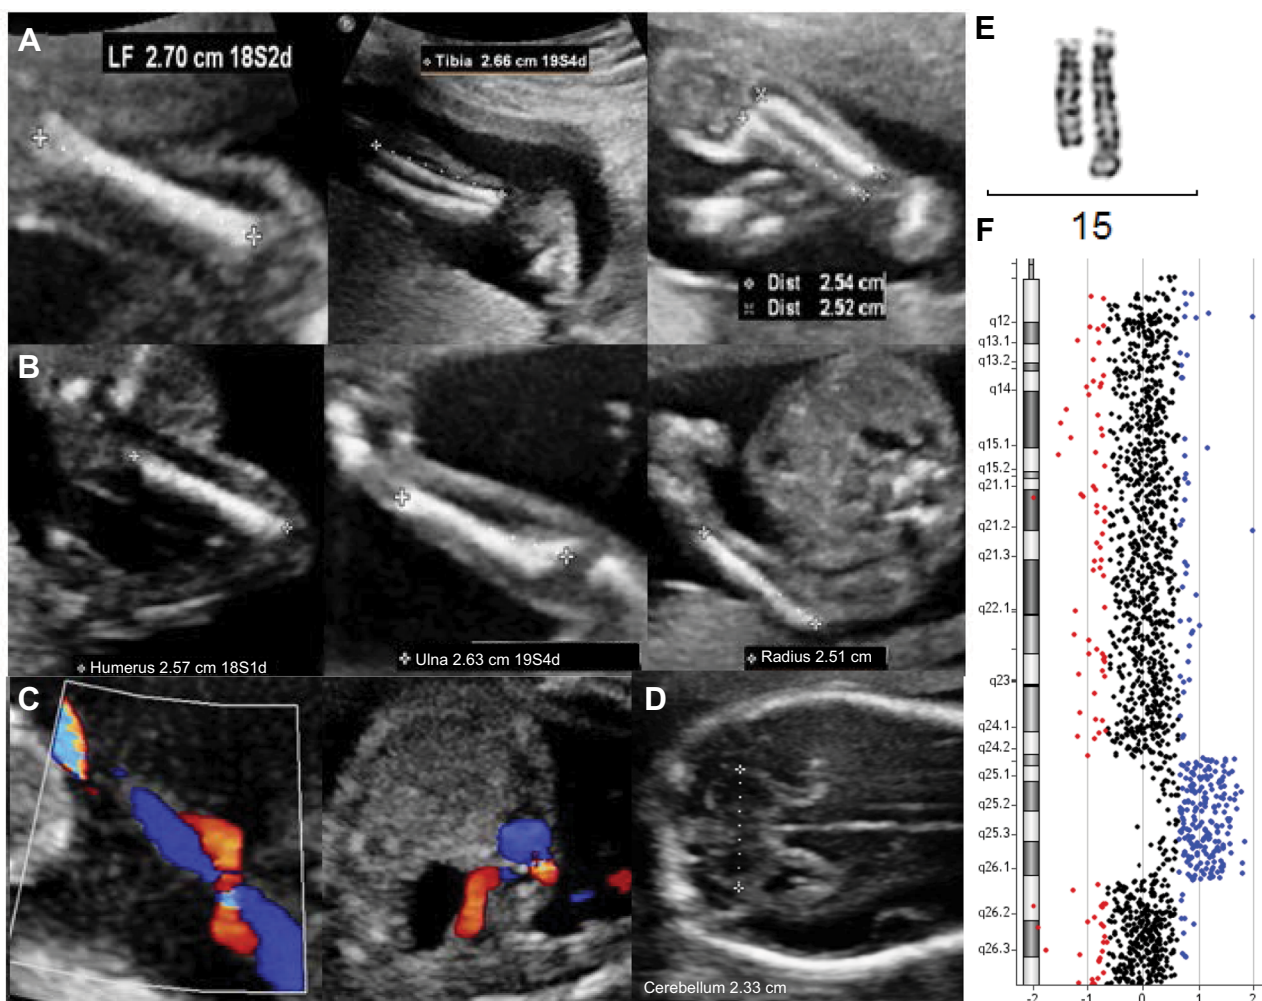 A
LF 2.70 cm 18S2d
Tibia 2.66 cm 19S4d
Dist 2.54 cm
Dist 2.52 cm
B
Humerus 2.57 cm 18S1d
Ulna 2.63 cm 19S4d
Radius 2.51 cm
C
D
Cerebellum 2.33 cm
E
15
F
q12
q13.1
q13.2
q14
q15.1
q15.2
q21.1
q21.2
q21.3
q22.1
q23
q24.1
q24.2
q25.1
q25.2
q25.3
q26.1
q26.2
q26.3
-2 -1 0 1 2